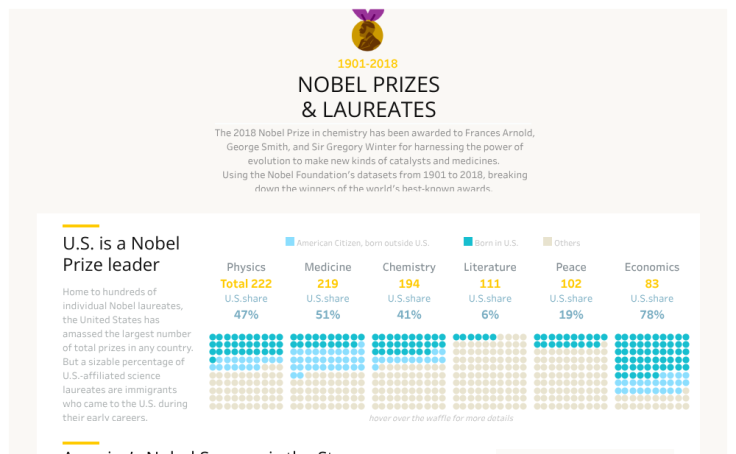 1901-2018
NOBEL PRIZES
& LAUREATES
The 2018 Nobel Prize in chemistry has been awarded to Frances Arnold,
George Smith, and Sir Gregory Winter for harnessing the power of
evolution to make new kinds of catalysts and medicines.
Using the Nobel Foundation's datasets from 1901 to 2018, breaking
down the winners of the world's best-known awards.
U.S. is a Nobel
Prize leader
Home to hundreds of
individual Nobel laureates,
the United States has
amassed the largest number
of total prizes in any country.
But a sizable percentage of
U.S.-affiliated science
laureates are immigrants
who came to the U.S. during
their early careers.
American Citizen, born outside U.S. Born in U.S. Others
Physics Medicine Chemistry Literature Peace Economics
Total 222 219 194 111 102 83
U.S.share U.S.share U.S.share U.S.share U.S.share U.S.share
47% 51% 41% 6% 19% 78%
hover over the waffle for more details